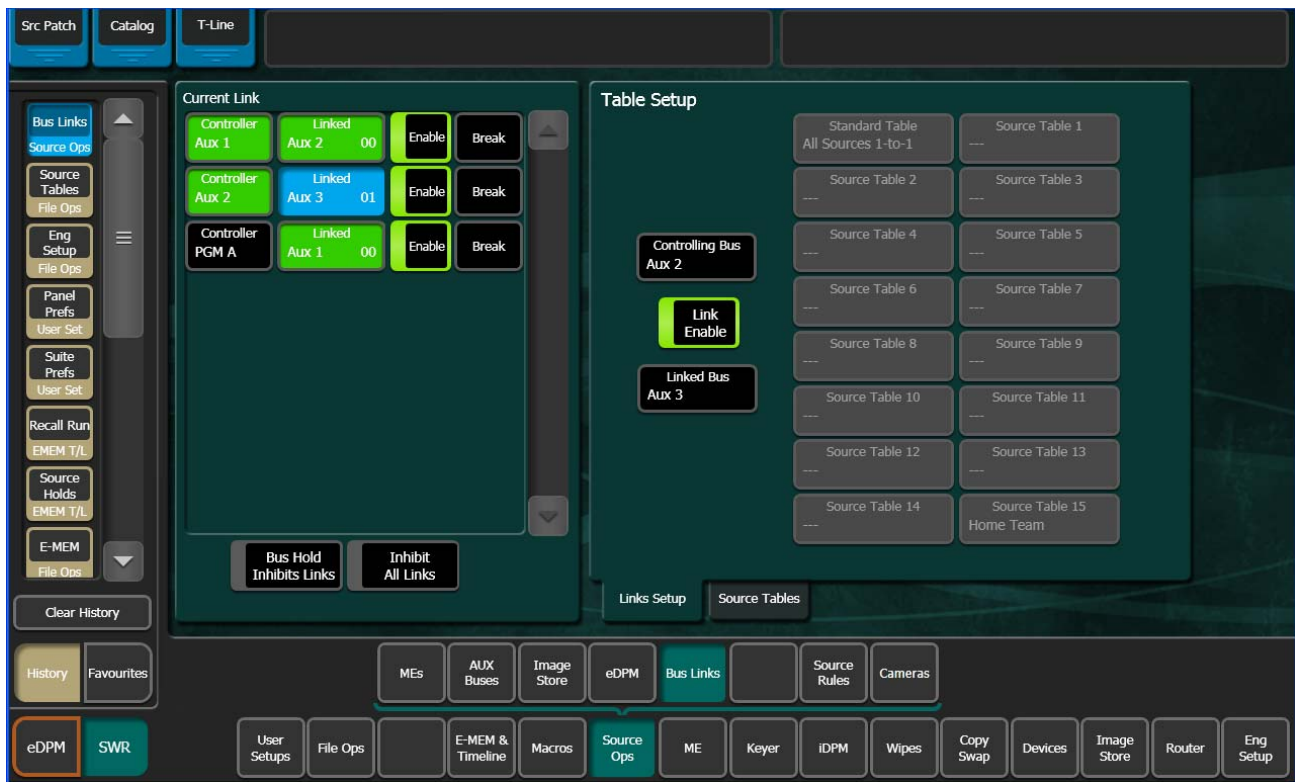 Src Patch
Catalog
T-Line
Bus Links
Source Ops
Source
Tables
File Ops
Eng
Setup
File Ops
Panel
Prefs
User Set
Suite
Prefs
User Set
Recall Run
EMEM T/L
Source
Holds
EMEM T/L
E-MEM
File Ops
Clear History
History
Favourites
eDPM
SWR
Current Link
Controller
Aux 1
Linked
Aux 2 00
Enable
Break
Controller
Aux 2
Linked
Aux 3 01
Enable
Break
Controller
PGM A
Linked
Aux 1 00
Enable
Break
Bus Hold
Inhibits Links
Inhibit
All Links
Table Setup
Controlling Bus
Aux 2
Link
Enable
Linked Bus
Aux 3
Standard Table
All Sources 1-to-1
Source Table 1
---
Source Table 2
---
Source Table 3
---
Source Table 4
---
Source Table 5
---
Source Table 6
---
Source Table 7
---
Source Table 8
---
Source Table 9
---
Source Table 10
---
Source Table 11
---
Source Table 12
---
Source Table 13
---
Source Table 14
---
Source Table 15
Home Team
Links Setup
Source Tables
MEs
AUX
Buses
Image
Store
eDPM
Bus Links
Source
Rules
Cameras
User
Setups
File Ops
E-MEM &
Timeline
Macros
Source
Ops
ME
Keyer
iDPM
Wipes
Copy
Swap
Devices
Image
Store
Router
Eng
Setup